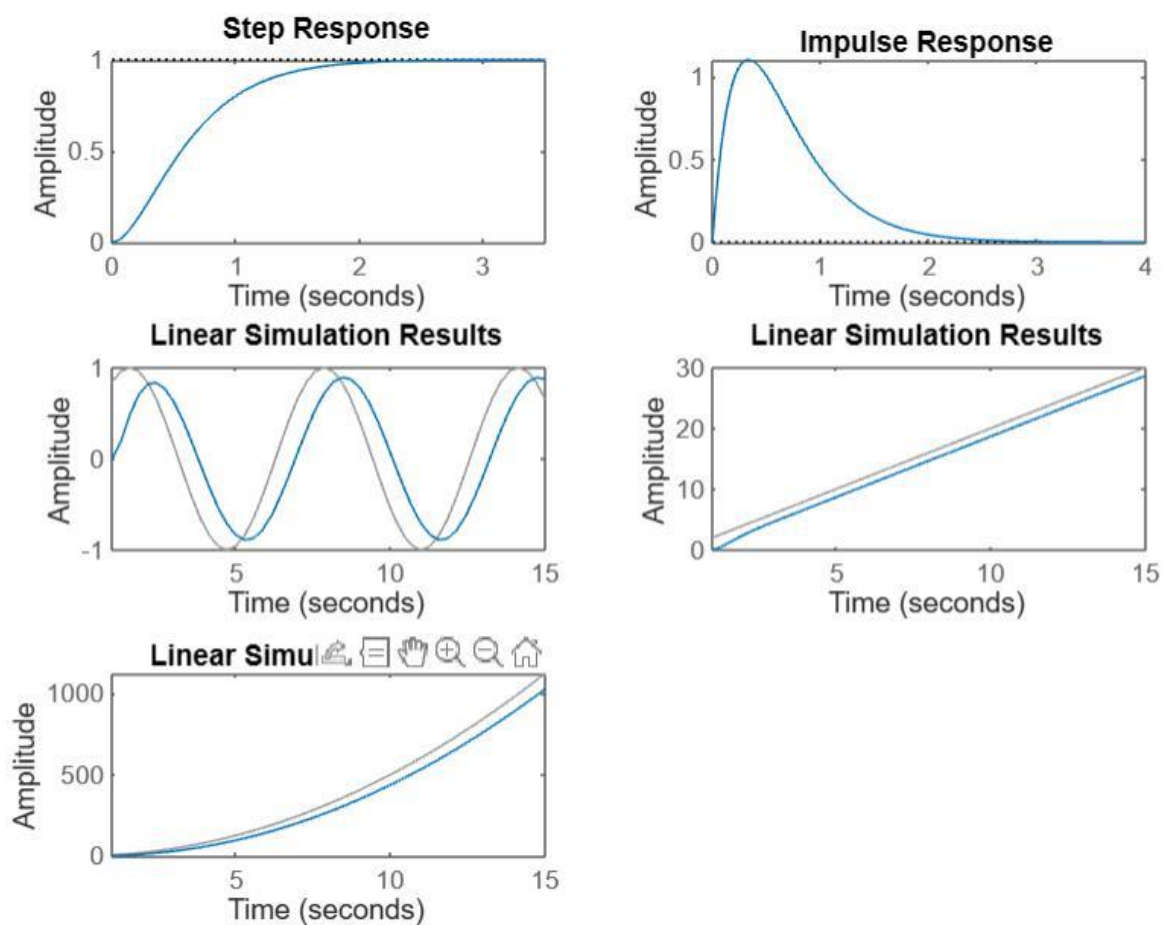 Step Response
1
0.5
0
Amplitude
0 1 2 3
Time (seconds)
Impulse Response
1
0.5
0
Amplitude
0 1 2 3 4
Time (seconds)
Linear Simulation Results
1
0
-1
Amplitude
5 10 15
Time (seconds)
Linear Simulation Results
30
20
10
0
Amplitude
5 10 15
Time (seconds)
Linear Simu
1000
500
0
Amplitude
5 10 15
Time (seconds)